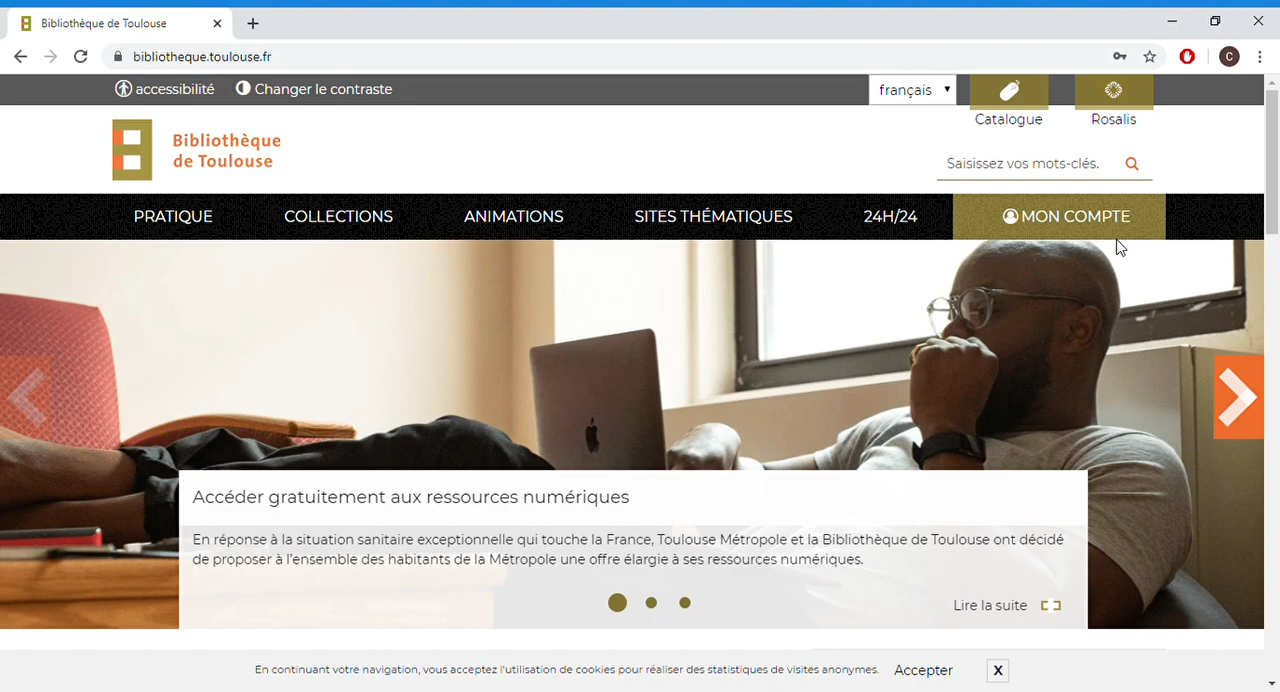 Bibliothèque de Toulouse
bibliotheque.toulouse.fr
C
accessibilité
Changer le contraste
français
Catalogue
Rosalis
Bibliothèque
de Toulouse
Saisissez vos mots-clés.
PRATIQUE
COLLECTIONS
ANIMATIONS
SITES THÉMATIQUES
24H/24
MON COMPTE
Accéder gratuitement aux ressources numériques
En réponse à la situation sanitaire exceptionnelle qui touche la France, Toulouse Métropole et la Bibliothèque de Toulouse ont décidé
de proposer à l'ensemble des habitants de la Métropole une offre élargie à ses ressources numériques.
Lire la suite
En continuant votre navigation, vous acceptez l'utilisation de cookies pour réaliser des statistiques de visites anonymes.
Accepter
X